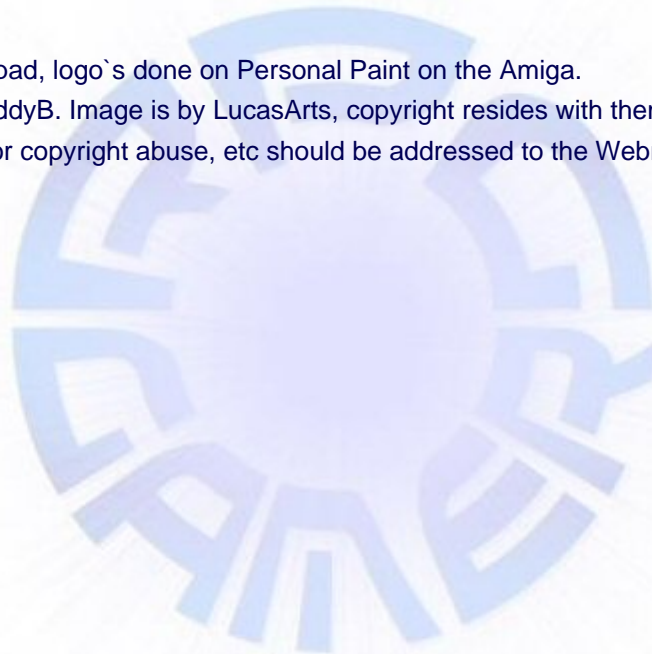 oad, logo`s done on Personal Paint on the Amiga.
ddyB. Image is by LucasArts, copyright resides with ther
or copyright abuse, etc should be addressed to the Webr